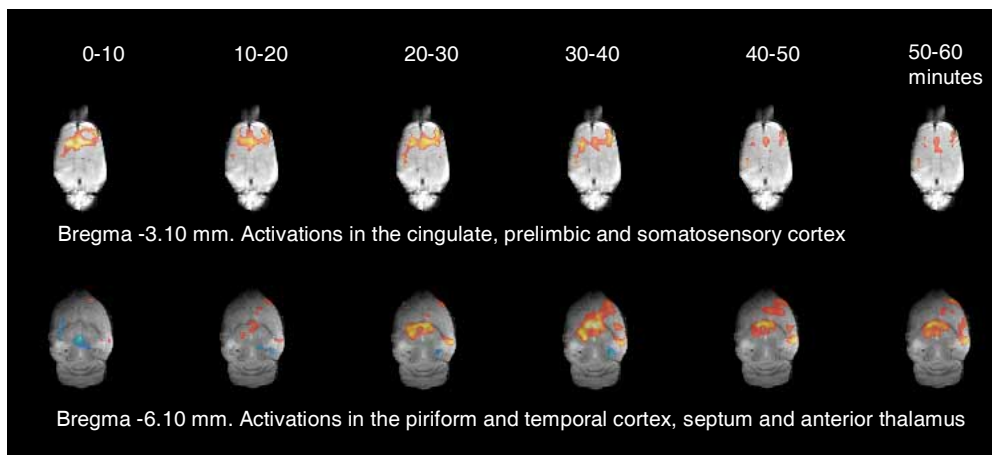 0-10 10-20 20-30 30-40 40-50 50-60
minutes
Bregma -3.10 mm. Activations in the cingulate, prelimbic and somatosensory cortex
Bregma -6.10 mm. Activations in the piriform and temporal cortex, septum and anterior thalamus